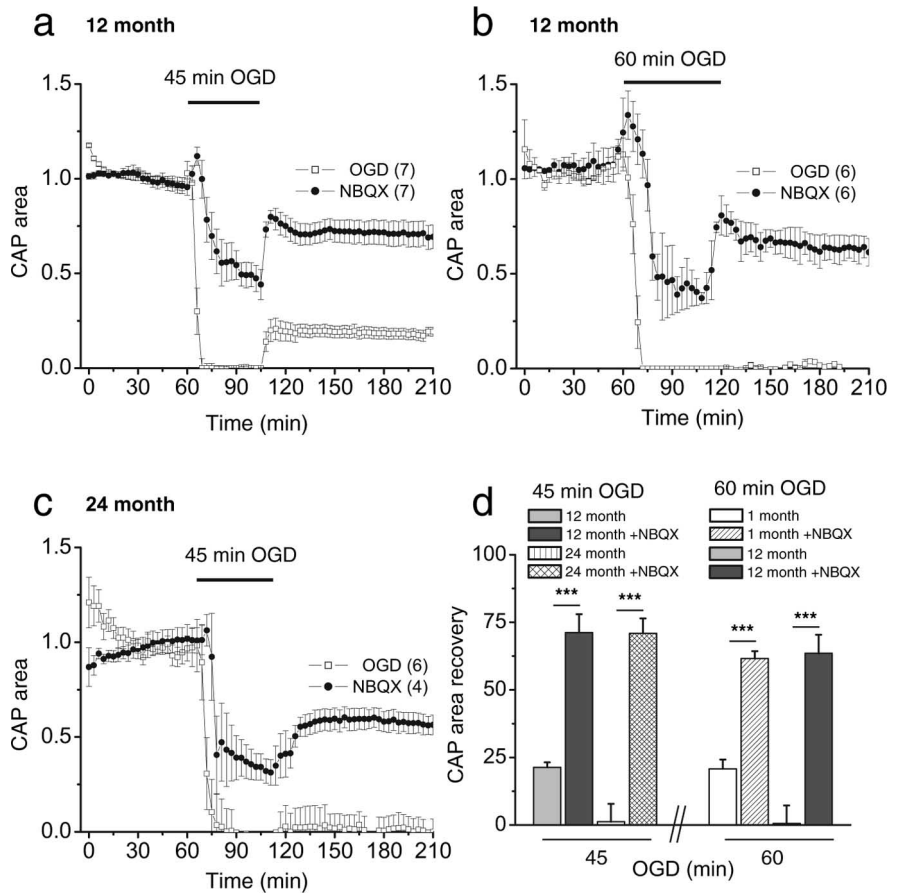 a 12 month
45 min OGD
1.5
1.0
0.5
0.0
CAP area
OGD (7)
NBQX (7)
0 30 60 90 120 150 180 210
Time (min)
b 12 month
60 min OGD
1.5
1.0
0.5
0.0
CAP area
OGD (6)
NBQX (6)
0 30 60 90 120 150 180 210
Time (min)
c 24 month
45 min OGD
1.5
1.0
0.5
0.0
CAP area
OGD (6)
NBQX (4)
0 30 60 90 120 150 180 210
Time (min)
d 45 min OGD 60 min OGD
12 month 1 month
12 month +NBQX 1 month +NBQX
24 month 12 month
24 month +NBQX 12 month +NBQX
100
75
50
25
0
CAP area recovery
*** *** *** ***
45 60
OGD (min)